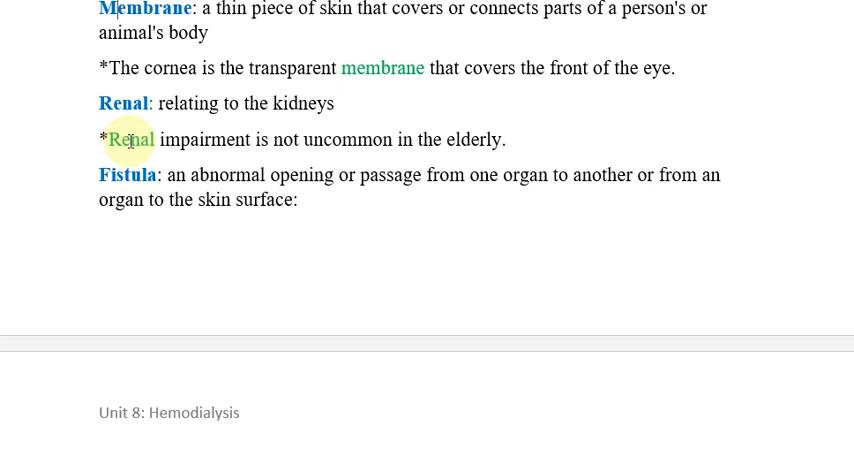 Membrane: a thin piece of skin that covers or connects parts of a person's or
animal's body
*The cornea is the transparent membrane that covers the front of the eye.
Renal: relating to the kidneys
*Renal impairment is not uncommon in the elderly.
Fistula: an abnormal opening or passage from one organ to another or from an
organ to the skin surface:
Unit 8: Hemodialysis